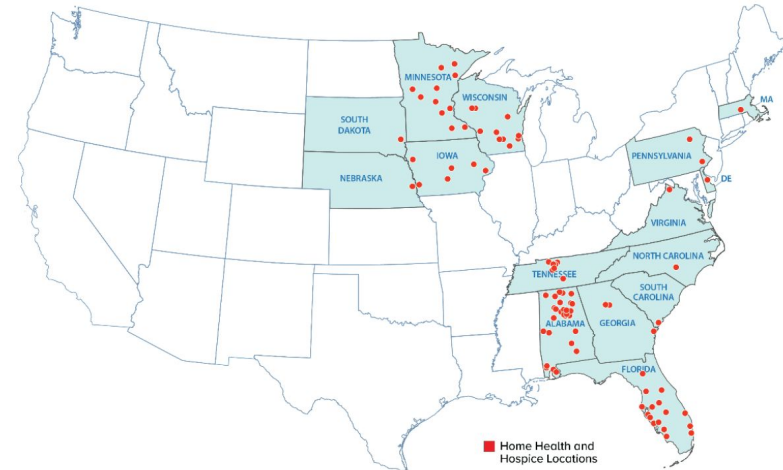 MINNESOTA
WISCONSIN
MA
SOUTH
DAKOTA
IOWA
PENNSYLVANIA
NEBRASKA
DE
VIRGINIA
NORTH CAROLINA
TENNESSEE
SOUTH
CAROLINA
ALABAMA
GEORGIA
FLORIDA
Home Health and
Hospice Locations